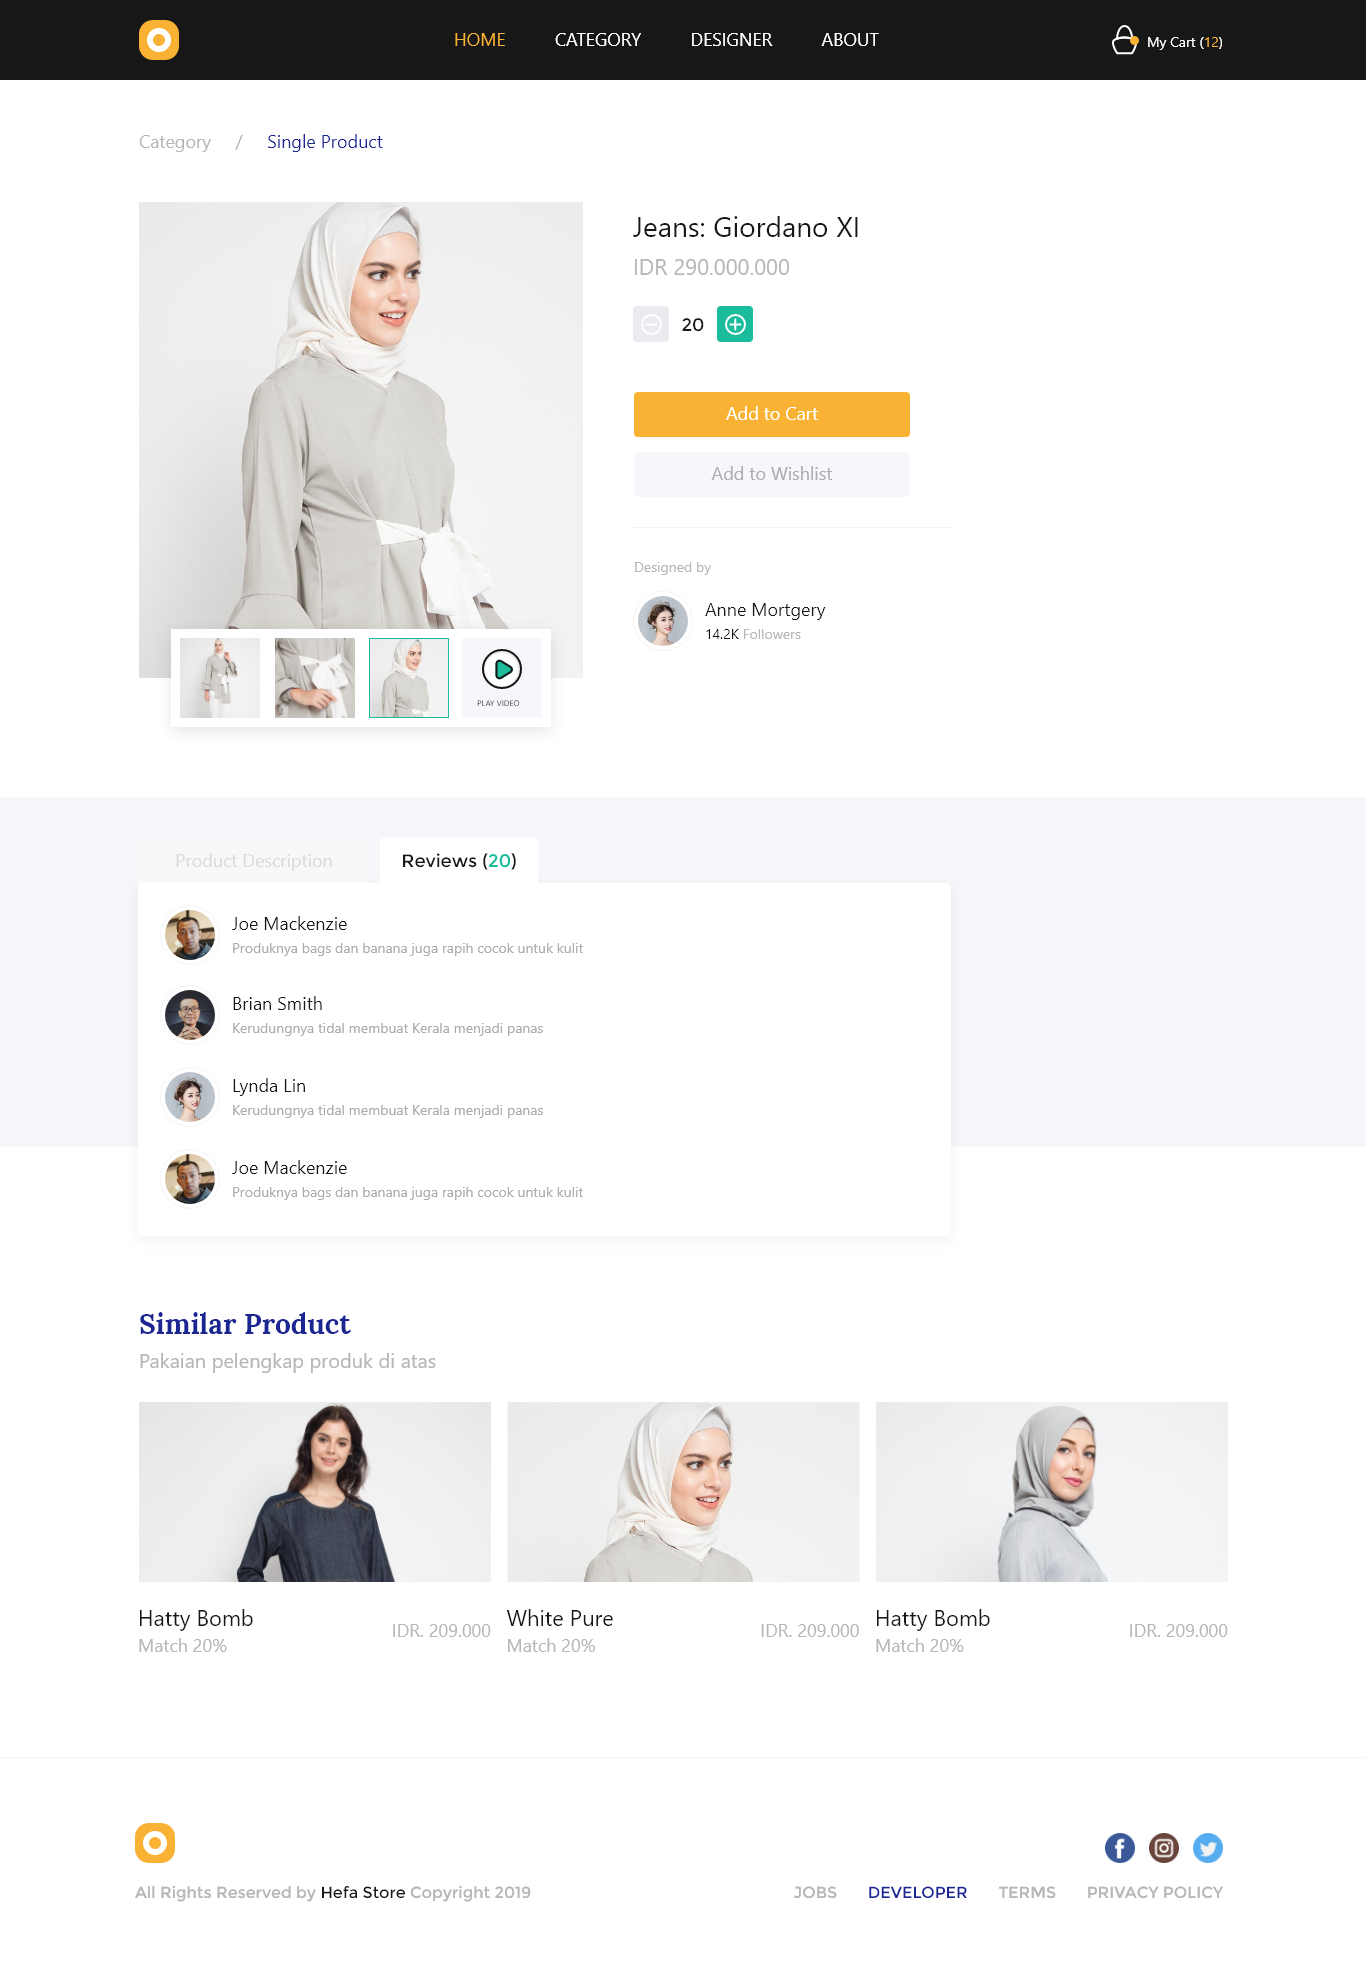 HOME
CATEGORY
DESIGNER
ABOUT
My Cart (12)
Category / Single Product
Jeans: Giordano XI
IDR 290.000.000
20
Add to Cart
Add to Wishlist
Designed by
Anne Mortgery
14.2K Followers
PLAY VIDEO
Product Description
Reviews (20)
Joe Mackenzie
Produknya bags dan banana juga rapih cocok untuk kulit
Brian Smith
Kerudungnya tidal membuat Kerala menjadi panas
Lynda Lin
Kerudungnya tidal membuat Kerala menjadi panas
Joe Mackenzie
Produknya bags dan banana juga rapih cocok untuk kulit
Similar Product
Pakaian pelengkap produk di atas
Hatty Bomb
Match 20%
IDR. 209.000
White Pure
Match 20%
IDR. 209.000
Hatty Bomb
Match 20%
IDR. 209.000
All Rights Reserved by Hefa Store Copyright 2019
JOBS
DEVELOPER
TERMS
PRIVACY POLICY